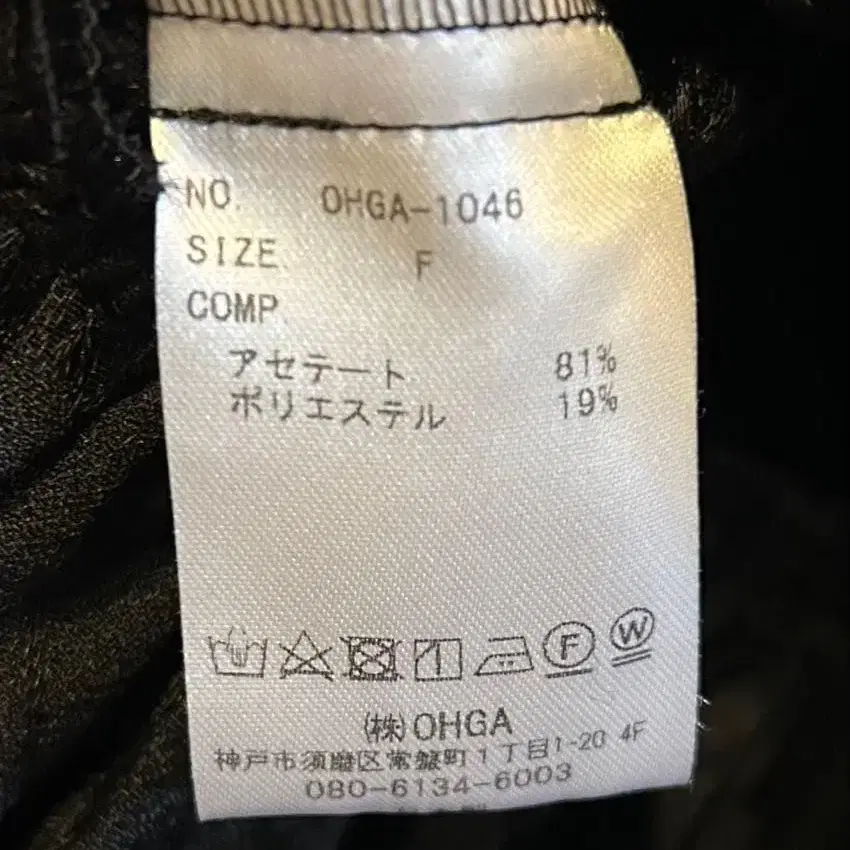 NO. OHGA-1046
SIZE. F
COMP.
アセテート 81%
ポリエステル 19%
F W
(株)OHGA
神戸市須磨区常盤町1丁目1-20 4F
080-6134-6003